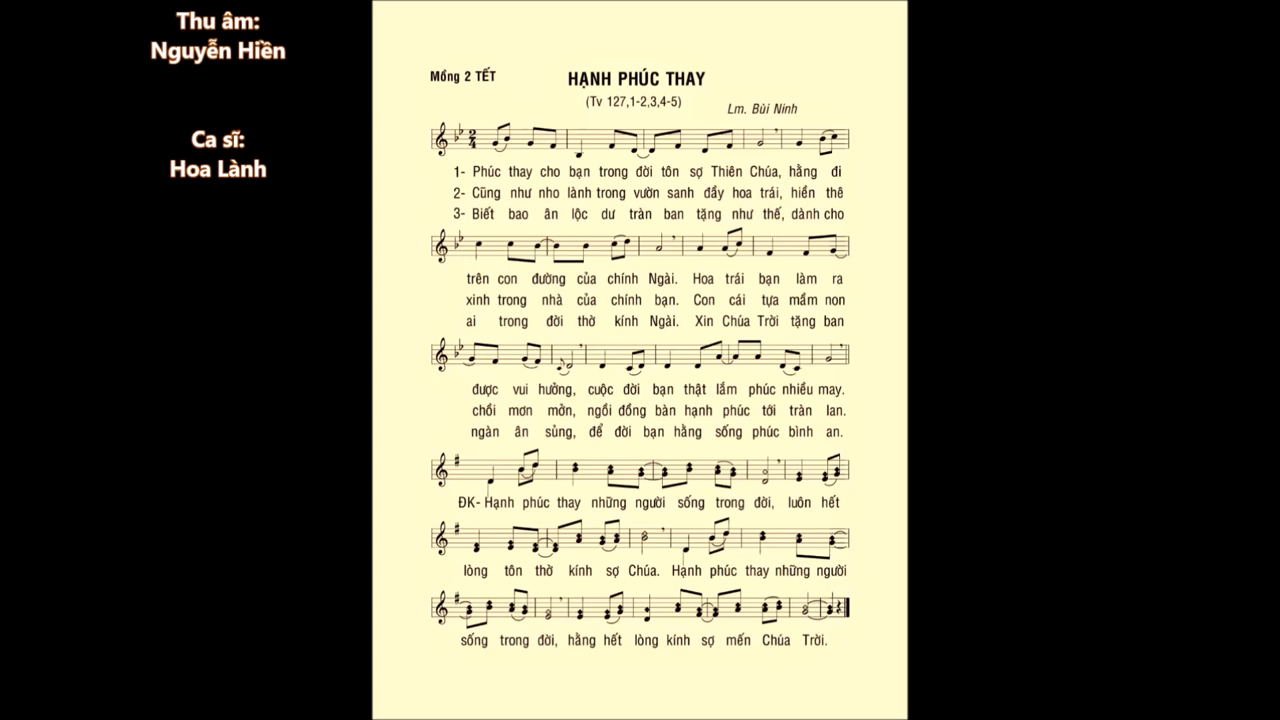 Thu âm:
Nguyễn Hiền
Ca sĩ:
Hoa Lành
Mồng 2 TẾT
HẠNH PHÚC THAY
(Tv 127,1-2,3,4-5)
Lm. Bùi Ninh
1- Phúc thay cho bạn trong đời tôn sợ Thiên Chúa, hằng đi
2- Cũng như nho lành trong vườn sanh đầy hoa trái, hiền thê
3- Biết bao ân lộc dư tràn ban tặng như thế, dành cho
trên con đường của chính Ngài. Hoa trái bạn làm ra
xinh trong nhà của chính bạn. Con cái tựa mầm non
ai trong đời thờ kính Ngài. Xin Chúa Trời tặng ban
được vui hưởng, cuộc đời bạn thật lắm phúc nhiều may.
chồi mơn mởn, ngồi đồng bàn hạnh phúc tới tràn lan.
ngàn ân sủng, để đời bạn hằng sống phúc bình an.
ĐK- Hạnh phúc thay những người sống trong đời, luôn hết
lòng tôn thờ kính sợ Chúa. Hạnh phúc thay những người
sống trong đời, hằng hết lòng kính sợ mến Chúa Trời.